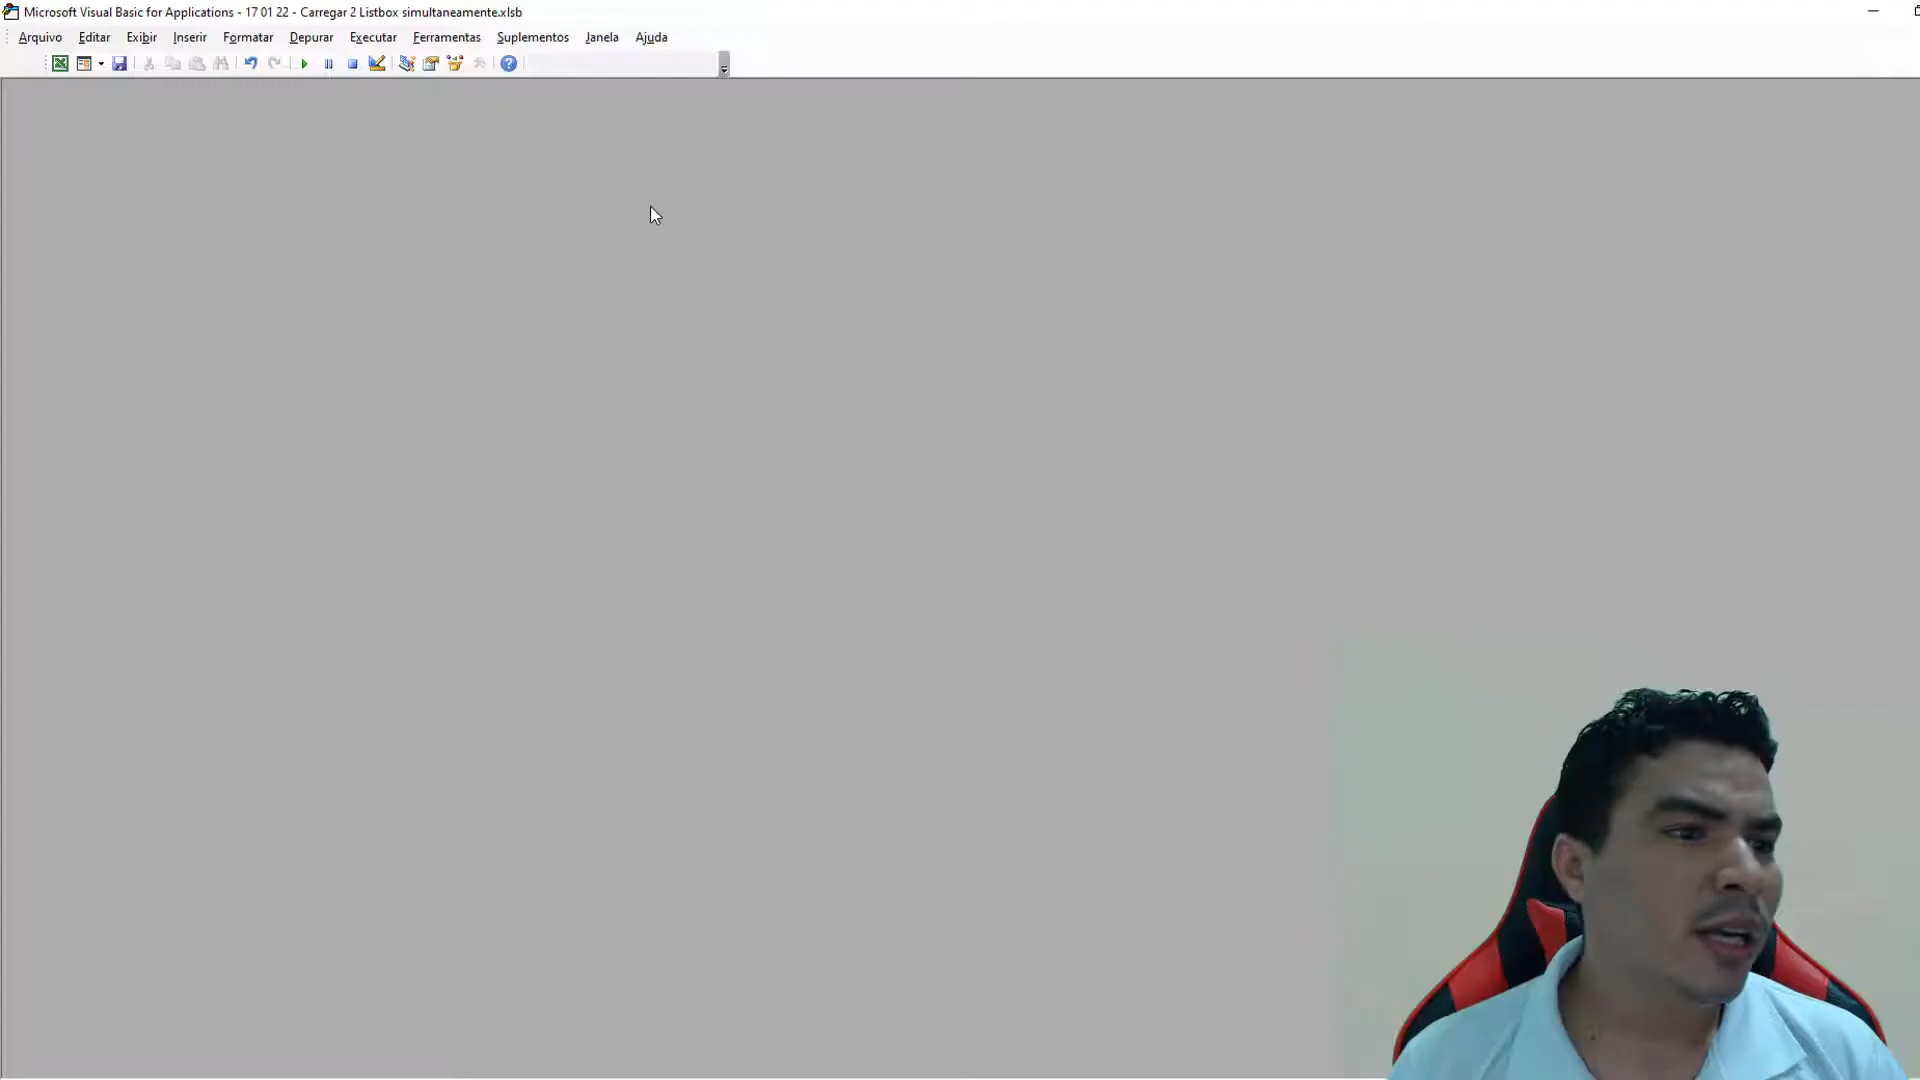 Microsoft Visual Basic for Applications - 17 01 22 - Carregar 2 Listbox simultaneamente.xlsb
Arquivo Editar Exibir Inserir Formatar Depurar Executar Ferramentas Suplementos Janela Ajuda